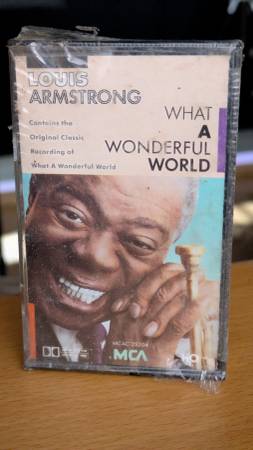 LOUIS
ARMSTRONG
WHAT
A
WONDERFUL
WORLD
Contains the
Original Classic
Recording of
What A Wonderful World
MCA